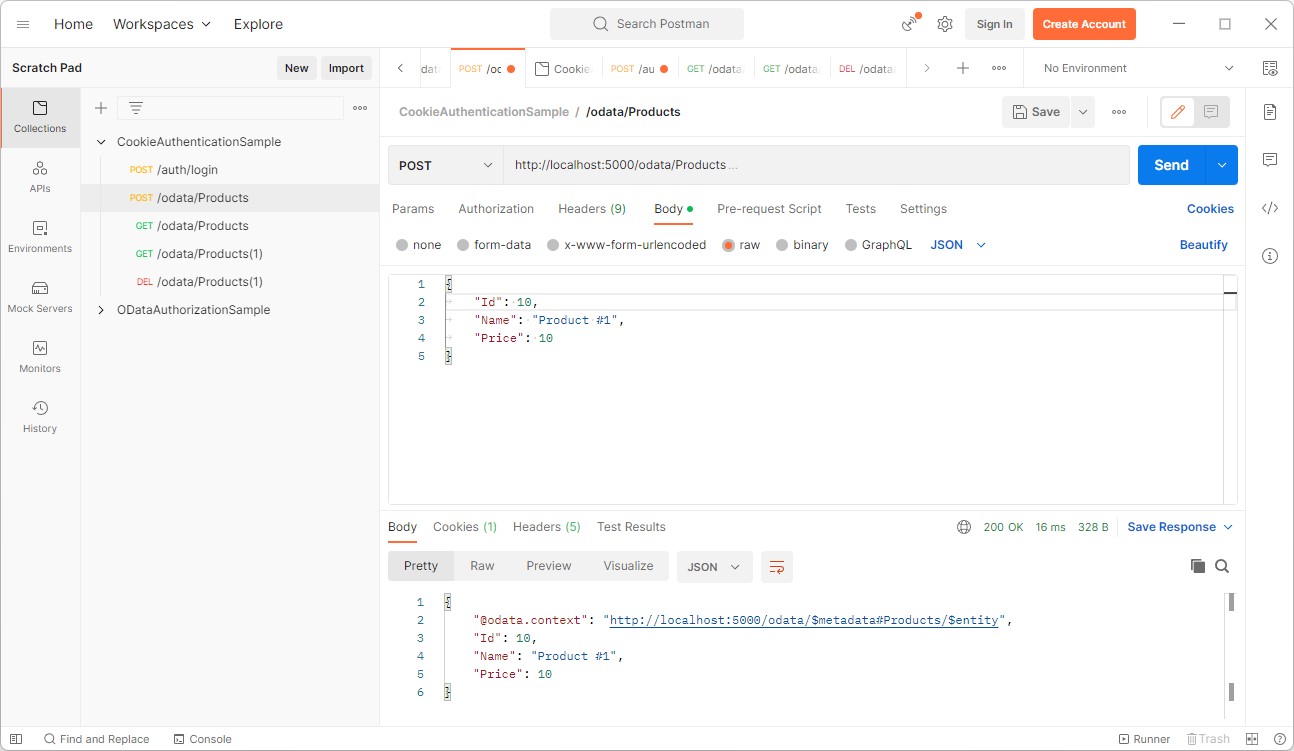 Home Workspaces Explore Search Postman Sign In Create Account
Scratch Pad New Import
POST /oc Cookie POST /au GET /odata GET /odata DEL /odata No Environment
CookieAuthenticationSample / /odata/Products Save
Collections
APIs
Environments
Mock Servers
Monitors
History
CookieAuthenticationSample
POST /auth/login
POST /odata/Products
GET /odata/Products
GET /odata/Products(1)
DEL /odata/Products(1)
ODataAuthorizationSample
POST http://localhost:5000/odata/Products... Send
Params Authorization Headers (9) Body Pre-request Script Tests Settings Cookies
none form-data x-www-form-urlencoded raw binary GraphQL JSON Beautify
1 {
2 "Id": 10,
3 "Name": "Product #1",
4 "Price": 10
5 }
Body Cookies (1) Headers (5) Test Results 200 OK 16 ms 328 B Save Response
Pretty Raw Preview Visualize JSON
1 {
2 "@odata.context": "http://localhost:5000/odata/$metadata#Products/$entity",
3 "Id": 10,
4 "Name": "Product #1",
5 "Price": 10
6 }
Find and Replace Console Runner Trash